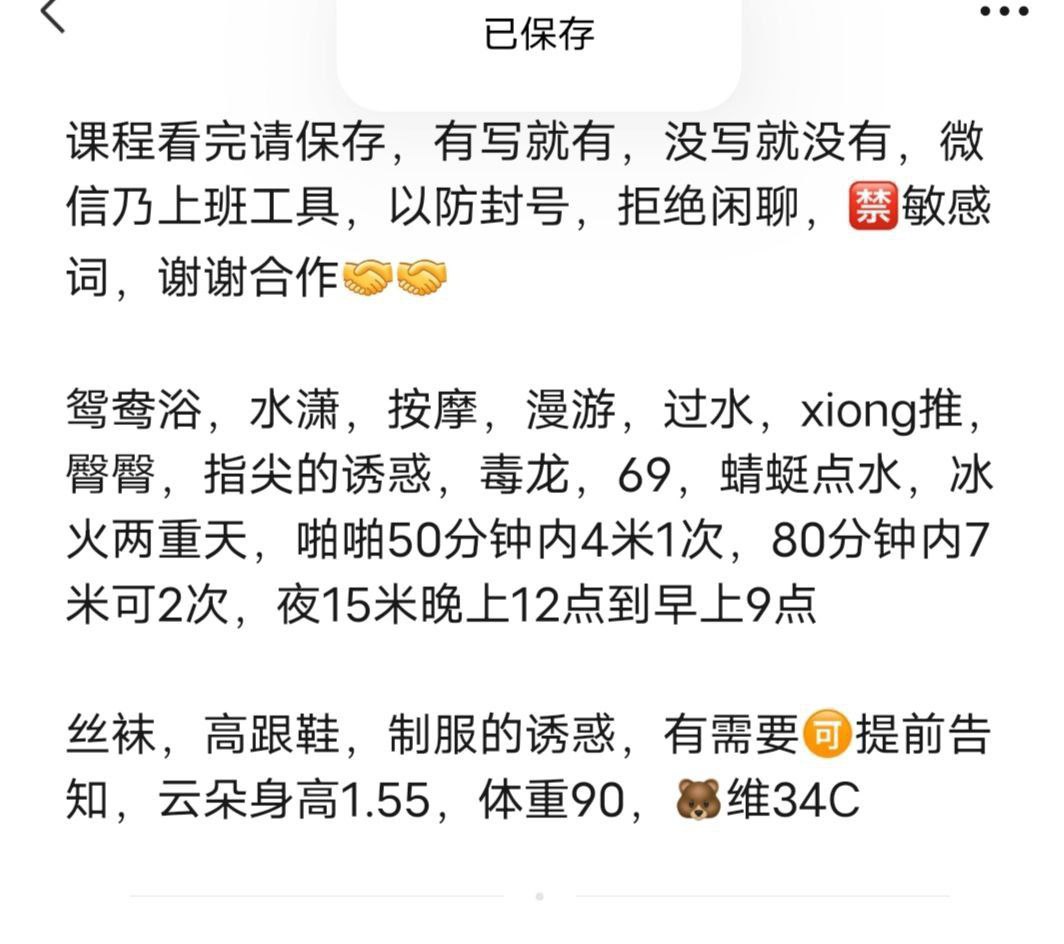 已保存
课程看完请保存，有写就有，没写就没有，微
信乃上班工具，以防封号，拒绝闲聊，🈲敏感
词，谢谢合作🤝🤝
鸳鸯浴，水潇，按摩，漫游，过水，xiong推，
臀臀，指尖的诱惑，毒龙，69，蜻蜓点水，冰
火两重天，啪啪50分钟内4米1次，80分钟内7
米可2次，夜15米晚上12点到早上9点
丝袜，高跟鞋，制服的诱惑，有需要🉑提前告
知，云朵身高1.55，体重90，🐻维34C